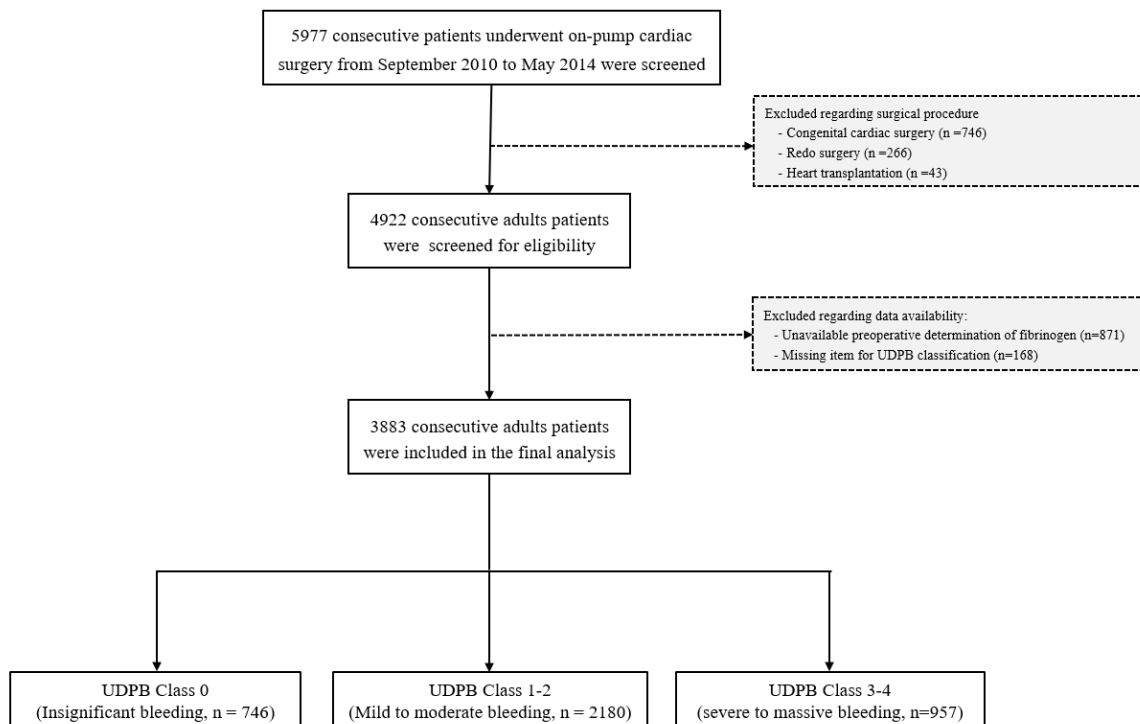 5977 consecutive patients underwent on-pump cardiac
surgery from September 2010 to May 2014 were screened
Excluded regarding surgical procedure
- Congenital cardiac surgery (n =746)
- Redo surgery (n =266)
- Heart transplantation (n =43)
4922 consecutive adults patients
were screened for eligibility
Excluded regarding data availability:
- Unavailable preoperative determination of fibrinogen (n=871)
- Missing item for UDPB classification (n=168)
3883 consecutive adults patients
were included in the final analysis
UDPB Class 0
(Insignificant bleeding, n = 746)
UDPB Class 1-2
(Mild to moderate bleeding, n = 2180)
UDPB Class 3-4
(severe to massive bleeding, n=957)